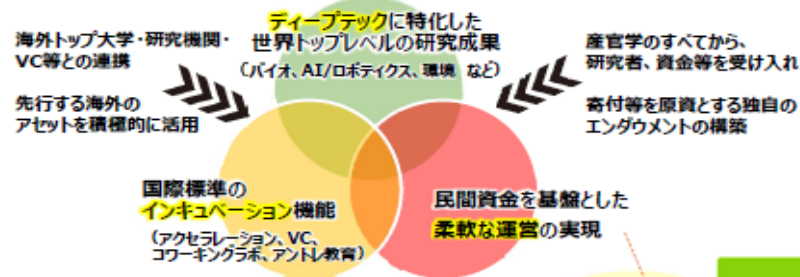 ディープテックに特化した
世界トップレベルの研究成果
（バイオ、AI/ロボティクス、環境 など）
海外トップ大学・研究機関・
VC等との連携
先行する海外の
アセットを積極的に活用
産官学のすべてから、
研究者、資金等を受け入れ
寄付等を原資とする独自の
エンダウメントの構築
国際標準の
インキュベーション機能
（アクセラレーション、VC、
コワーキングラボ、アントレ教育）
民間資金を基盤とした
柔軟な運営の実現